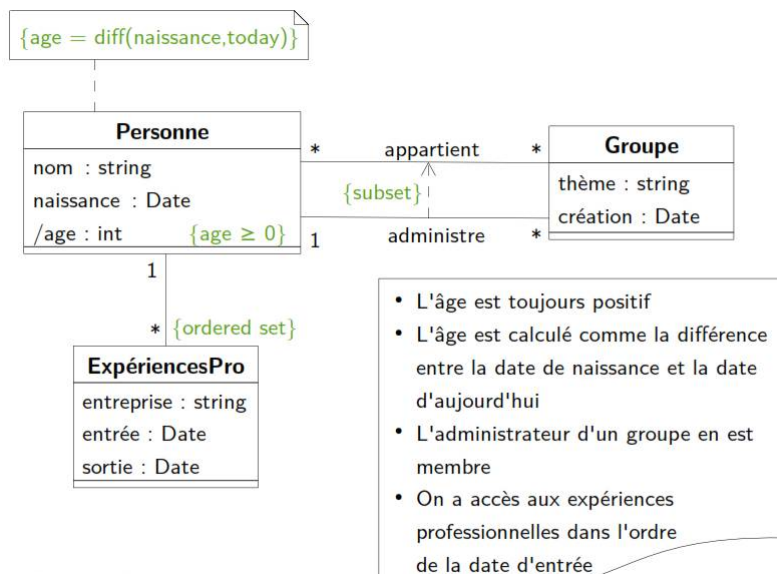 {age = diff(naissance,today)}
Personne
nom : string
naissance : Date
/age : int {age ≥ 0}
* appartient *
{subset}
1 administre *
Groupe
thème : string
création : Date
1
* {ordered set}
ExpériencesPro
entreprise : string
entrée : Date
sortie : Date
• L'âge est toujours positif
• L'âge est calculé comme la différence
entre la date de naissance et la date
d'aujourd'hui
• L'administrateur d'un groupe en est
membre
• On a accès aux expériences
professionnelles dans l'ordre
de la date d'entrée